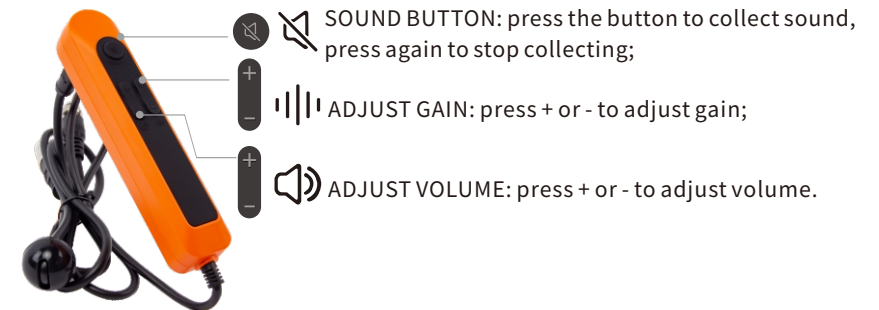 SOUND BUTTON: press the button to collect sound,
press again to stop collecting;
+
−
ADJUST GAIN: press + or - to adjust gain;
+
−
ADJUST VOLUME: press + or - to adjust volume.